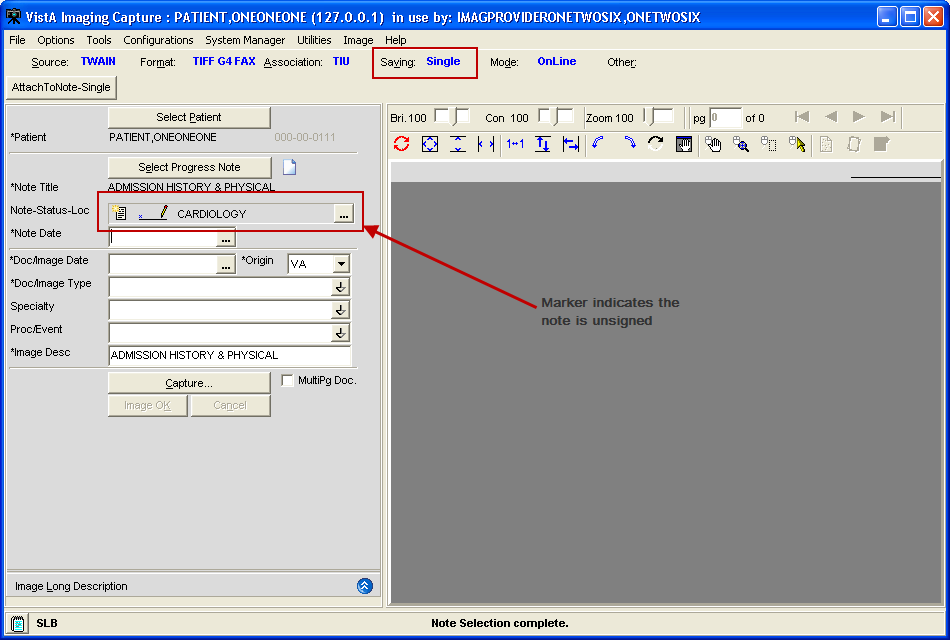 VistA Imaging Capture : PATIENT,ONEONEONE (127.0.0.1)  in use by: IMAGPROVIDERONETWOSIX,ONETWOSIX
File Options Tools Configurations System Manager Utilities Image Help
Source: TWAIN Format: TIFF G4 FAX Association: TIU Saving: Single Mode: OnLine Other:
AttachToNote-Single
Select Patient
*Patient PATIENT,ONEONEONE 000-00-0111
Select Progress Note
*Note Title ADMISSION HISTORY & PHYSICAL
Note-Status-Loc CARDIOLOGY ...
*Note Date ...
*Doc/Image Date ... *Origin VA
*Doc/Image Type
Specialty
Proc/Event
*Image Desc ADMISSION HISTORY & PHYSICAL
Capture... MultiPg Doc.
Image OK Cancel
Image Long Description
Bri. 100 Con 100 Zoom 100 pg 0 of 0
1↔1
Marker indicates the
note is unsigned
SLB Note Selection complete.